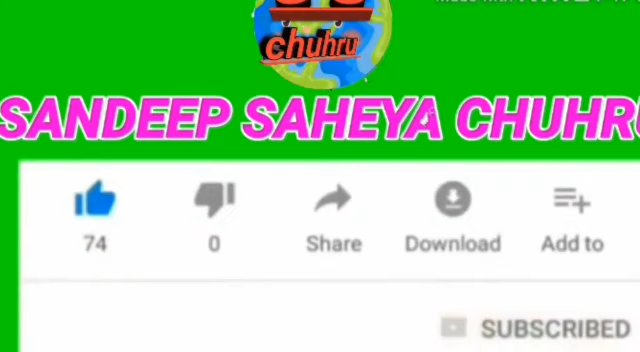 chuhru
SANDEEP SAHEYA CHUHRU
74 0 Share Download Add to
SUBSCRIBED